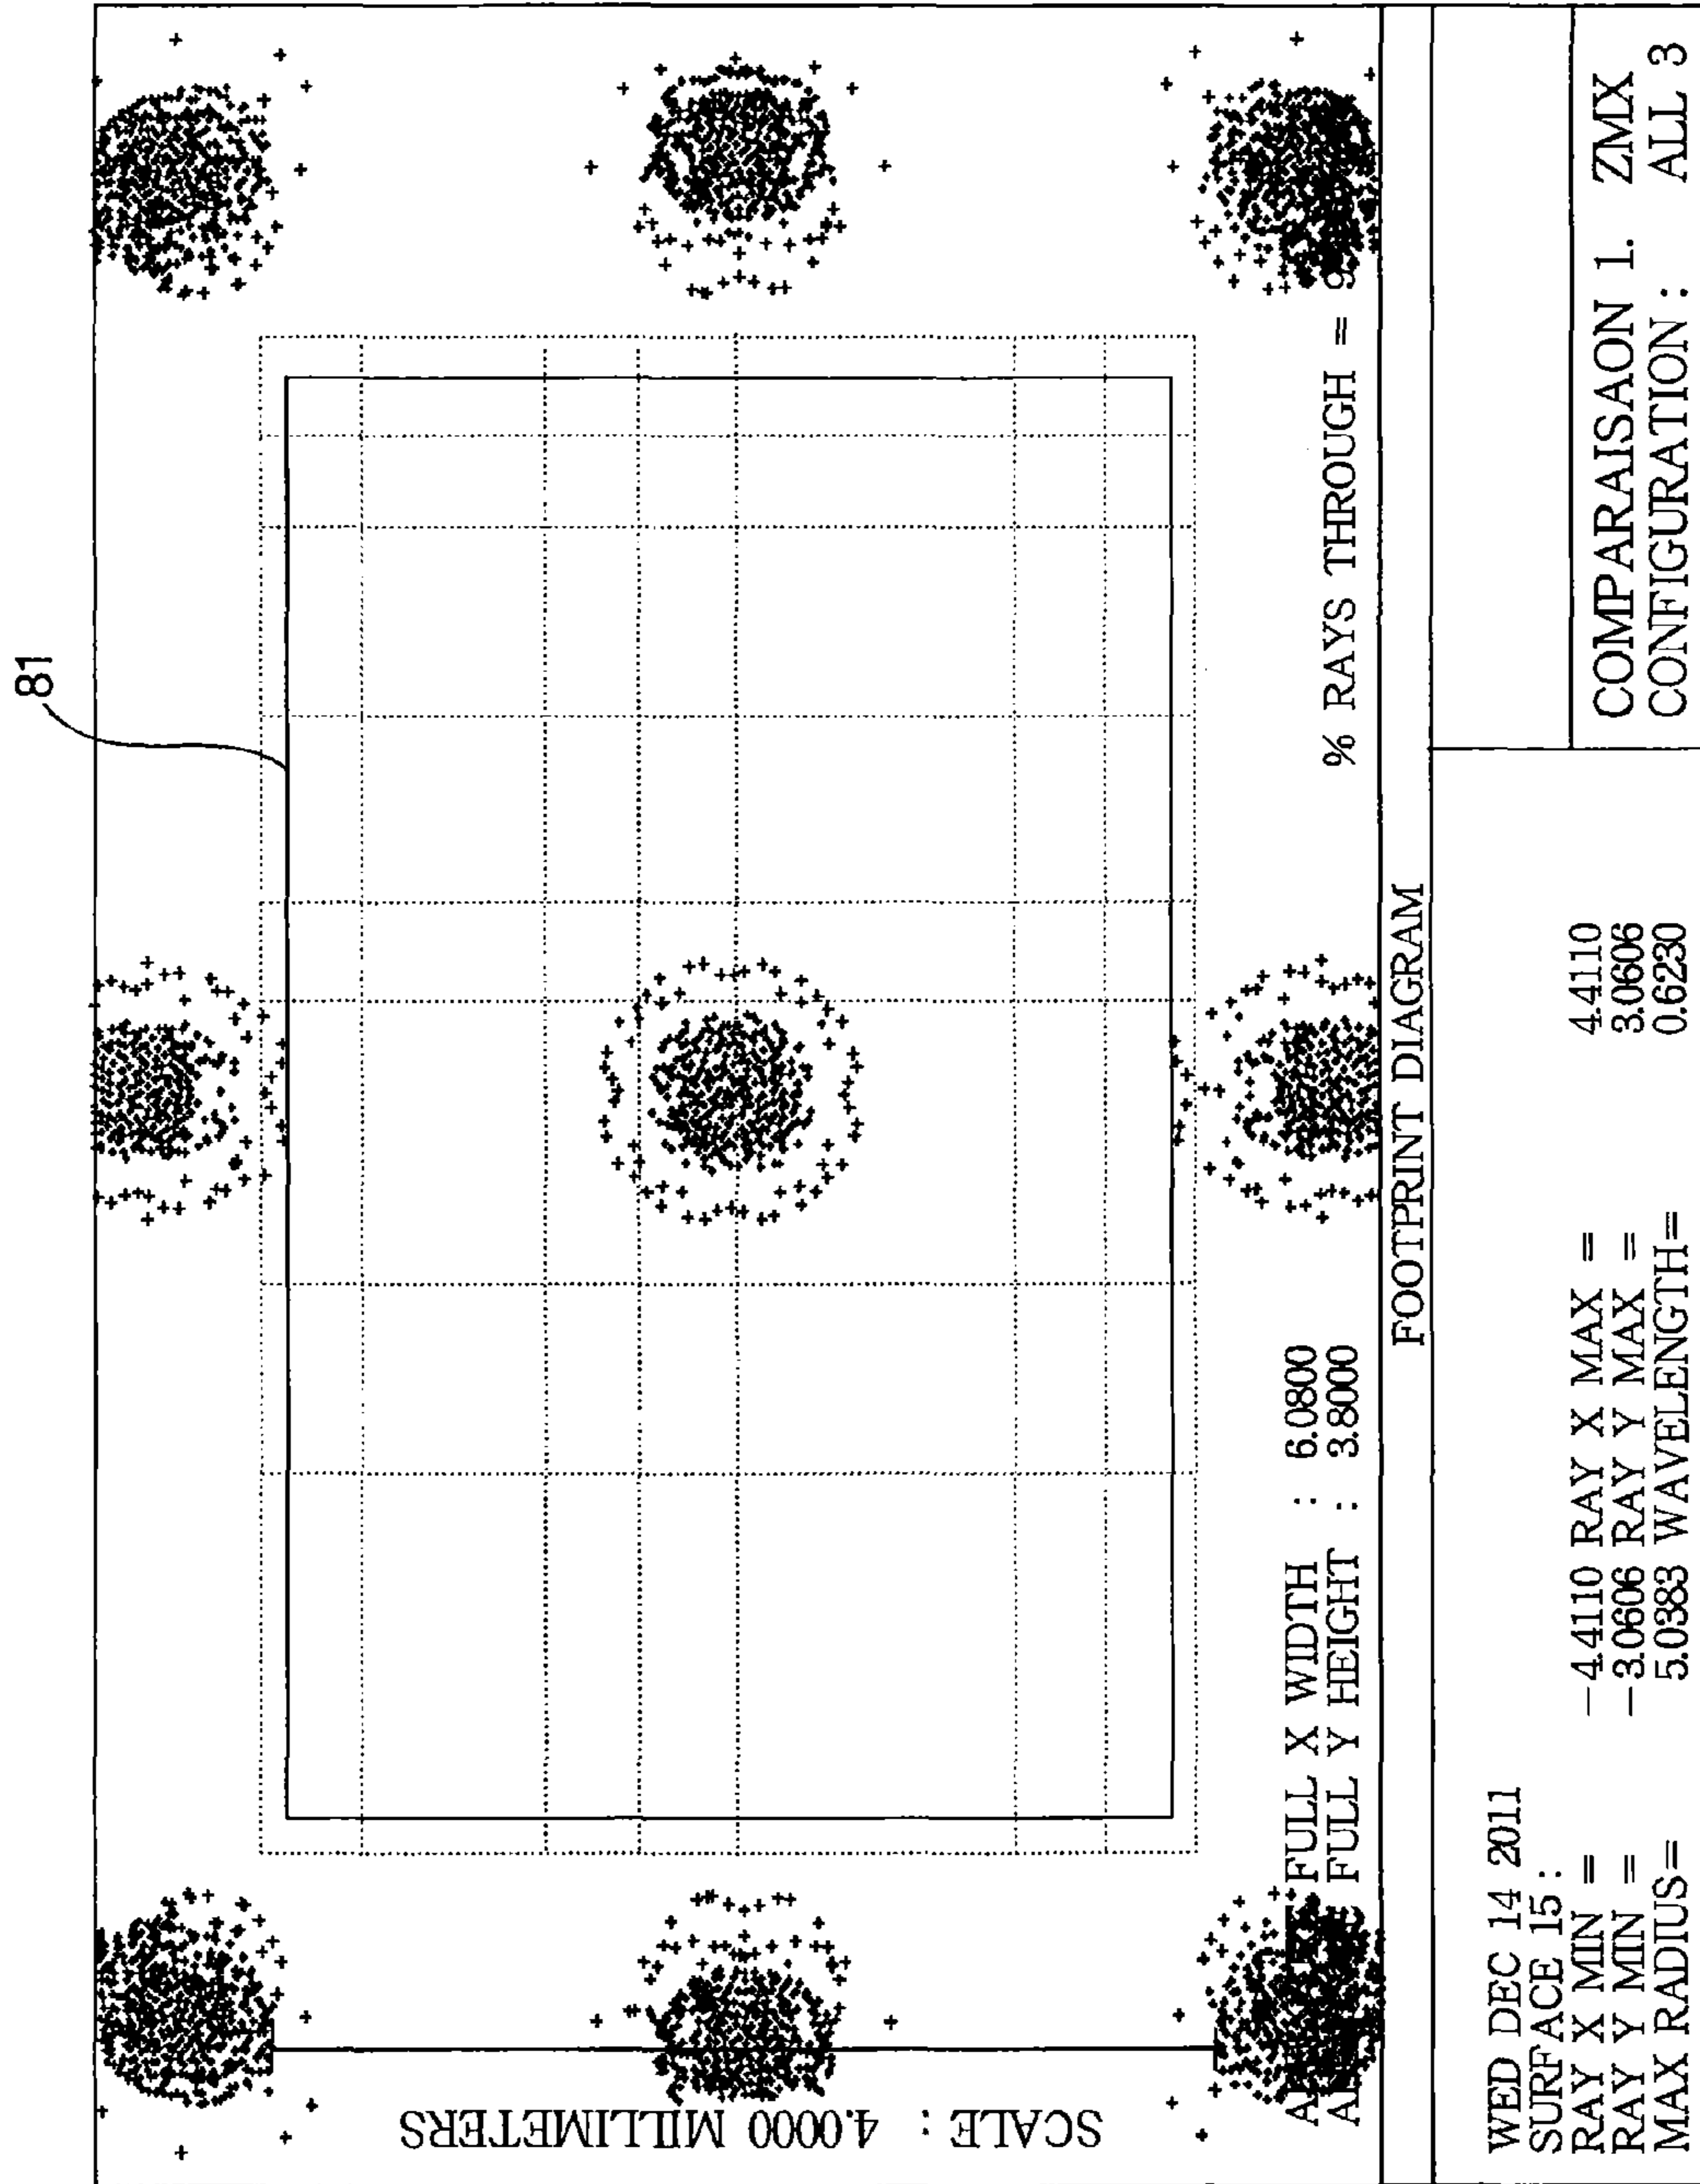 81
SCALE : 4.0000 MILLIMETERS
FULL X WIDTH : 6.0800
FULL Y HEIGHT : 3.8000 % RAYS THROUGH =
FOOTPRINT DIAGRAM
WED DEC 14 2011
SURFACE 15 :
RAY X MIN = -4.4110 RAY X MAX = 4.4110
RAY Y MIN = -3.0606 RAY Y MAX = 3.0606
MAX RADIUS= 5.0383 WAVELENGTH= 0.6230
COMPARAISAON 1. ZMX
CONFIGURATION : ALL 3